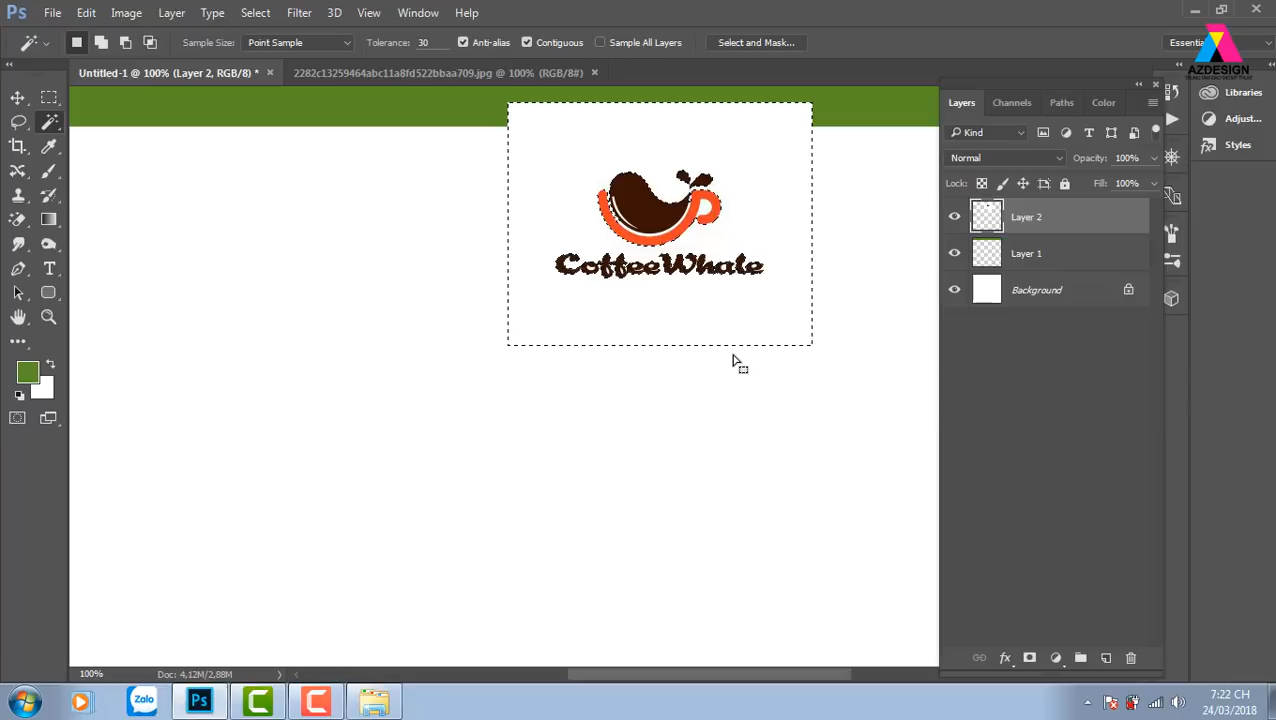 Ps File Edit Image Layer Type Select Filter 3D View Window Help
Sample Size: Point Sample Tolerance: 30 Anti-alias Contiguous Sample All Layers Select and Mask... Essentia
AZDESIGN
Untitled-1 @ 100% (Layer 2, RGB/8) * × 2282c13259464abc11a8fd522bbaa709.jpg @ 100% (RGB/8#) ×
Layers Channels Paths Color
Libraries
Kind
Adjust...
Styles
Normal Opacity: 100%
Lock: Fill: 100%
Layer 2
Layer 1
Background
CoffeeWhale
100% Doc: 4,12M/2,88M
Zalo Ps
7:22 CH
24/03/2018